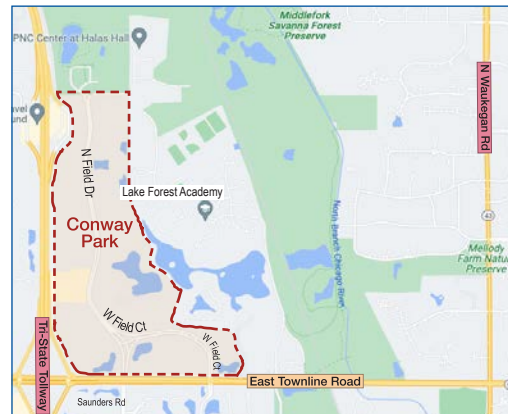 Middlefork
Savanna Forest
Preserve
PNC Center at Halas Hall
N Waukegan Rd
N Field Dr
Lake Forest Academy
Conway
Park
North Branch Chicago River
43
Mellody
Farm Nature
Preserve
W Field Ct
W Field Ct
Tri-State Tollway
East Townline Road
Saunders Rd